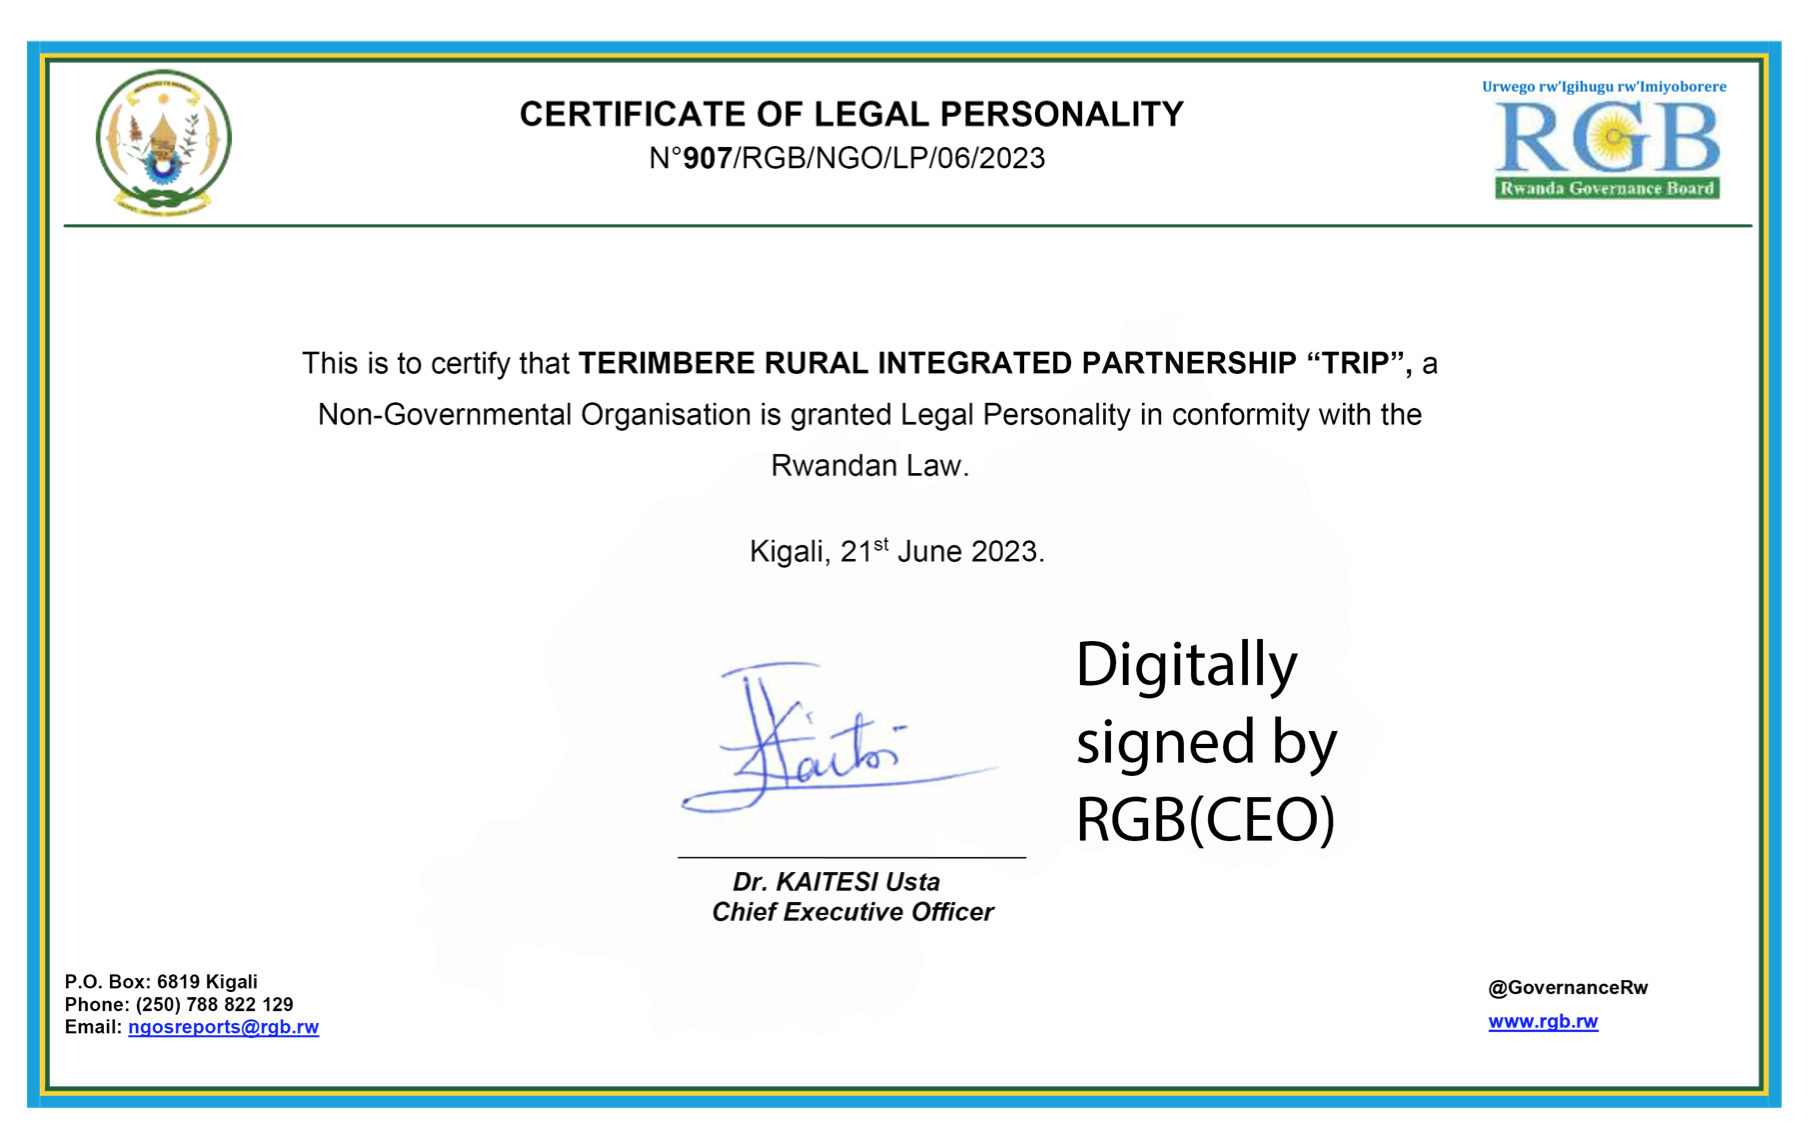 CERTIFICATE OF LEGAL PERSONALITY
N°907/RGB/NGO/LP/06/2023
Urwego rw'Igihugu rw'Imiyoborere
RGB
Rwanda Governance Board
This is to certify that TERIMBERE RURAL INTEGRATED PARTNERSHIP “TRIP”, a
Non-Governmental Organisation is granted Legal Personality in conformity with the
Rwandan Law.
Kigali, 21st June 2023.
Digitally
signed by
RGB(CEO)
Dr. KAITESI Usta
Chief Executive Officer
P.O. Box: 6819 Kigali
Phone: (250) 788 822 129
Email: ngosreports@rgb.rw
@GovernanceRw
www.rgb.rw